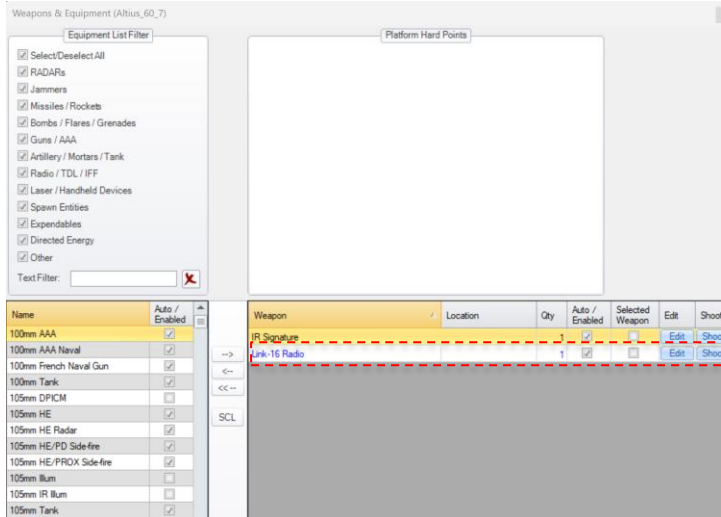 Weapons & Equipment (Altius_60_7)
Equipment List Filter
Select/Deselect All
RADARs
Jammers
Missiles / Rockets
Bombs / Flares / Grenades
Guns / AAA
Artillery / Mortars / Tank
Radio / TDL / IFF
Laser / Handheld Devices
Spawn Entities
Expendables
Directed Energy
Other
Text Filter:
Platform Hard Points
Name Auto / Enabled
100mm AAA
100mm AAA Naval
100mm French Naval Gun
100mm Tank
105mm DPICM
105mm HE
105mm HE Radar
105mm HE/PD Side-fire
105mm HE/PROX Side-fire
105mm Illum
105mm IR Illum
105mm Tank
-->
<--
<< --
SCL
Weapon Location Qty Auto / Enabled Selected Weapon Edit Shoot
IR Signature 1 Edit Shoo
Link-16 Radio 1 Edit Shoo